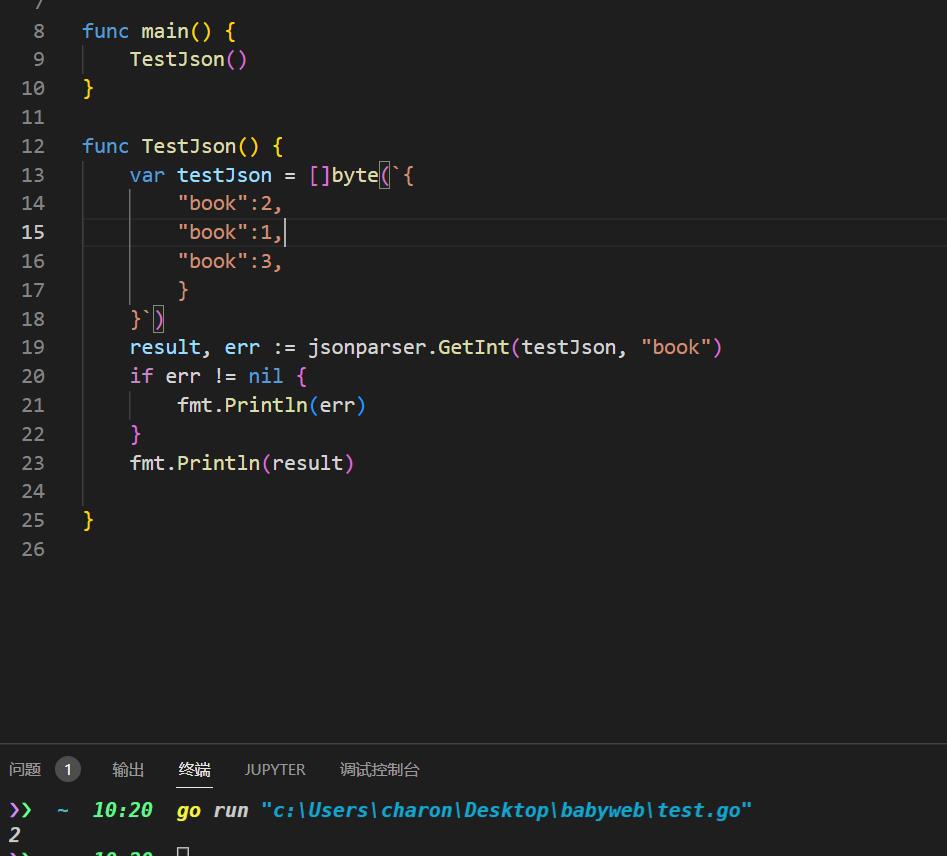 7
8 func main() {
9 TestJson()
10 }
11
12 func TestJson() {
13 var testJson = []byte(`{
14 "book":2,
15 "book":1,
16 "book":3,
17 }
18 }`)
19 result, err := jsonparser.GetInt(testJson, "book")
20 if err != nil {
21 fmt.Println(err)
22 }
23 fmt.Println(result)
24
25 }
26
问题 1 输出 终端 JUPYTER 调试控制台
❯❯ ~ 10:20 go run "c:\Users\charon\Desktop\babyweb\test.go"
2